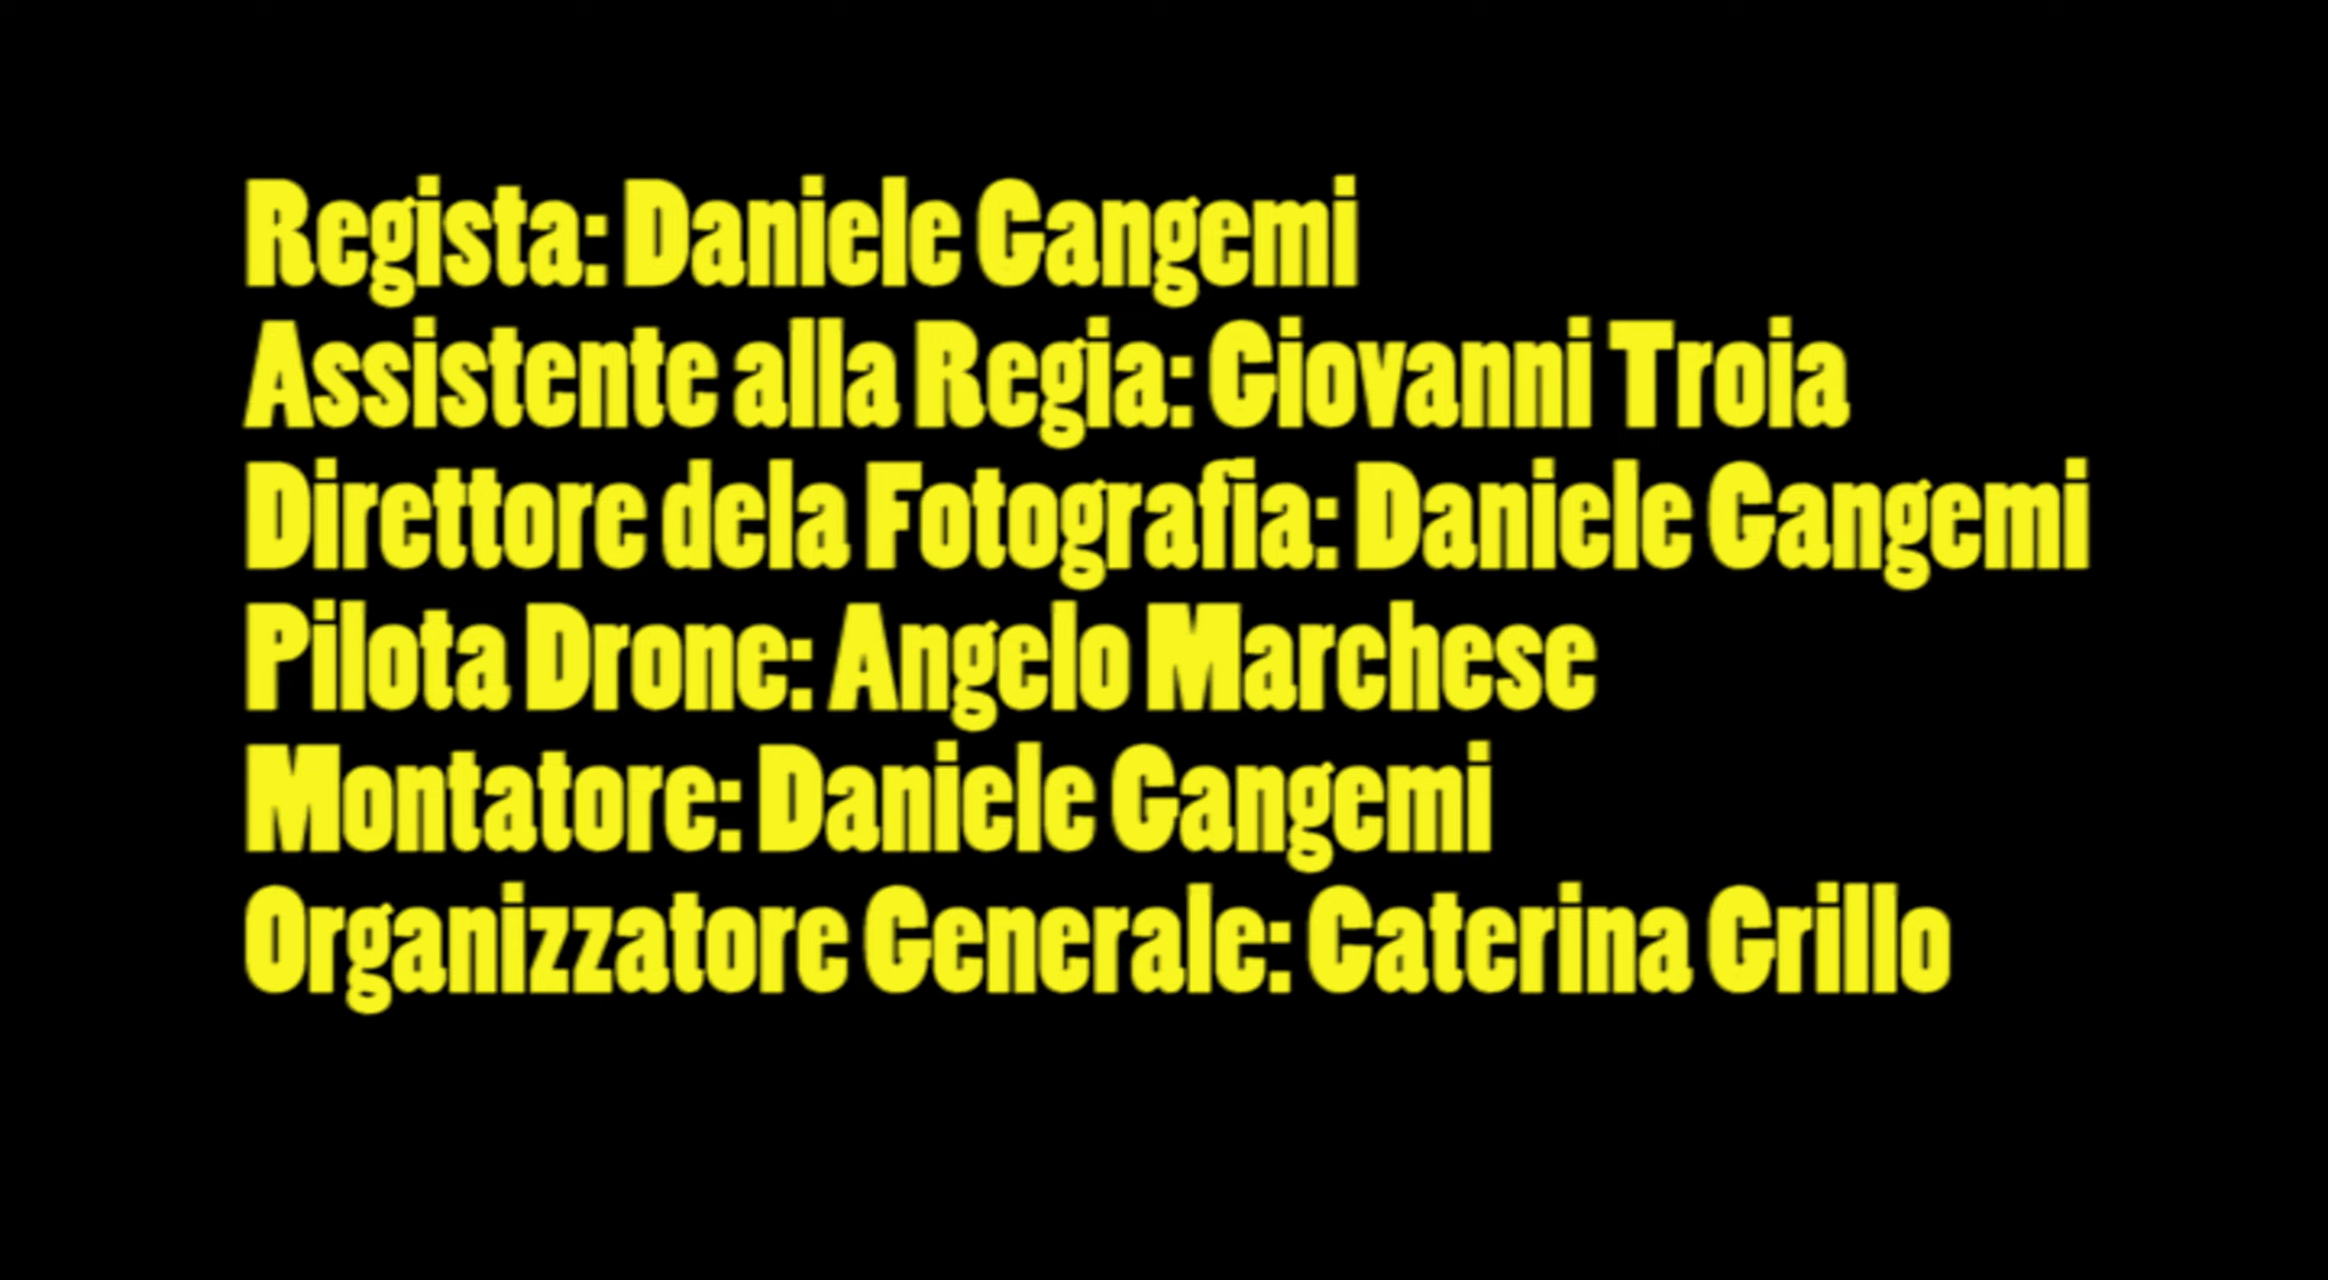 Regista: Daniele Gangemi
Assistente alla Regia: Giovanni Troia
Direttore dela Fotografia: Daniele Gangemi
Pilota Drone: Angelo Marchese
Montatore: Daniele Gangemi
Organizzatore Generale: Caterina Grillo